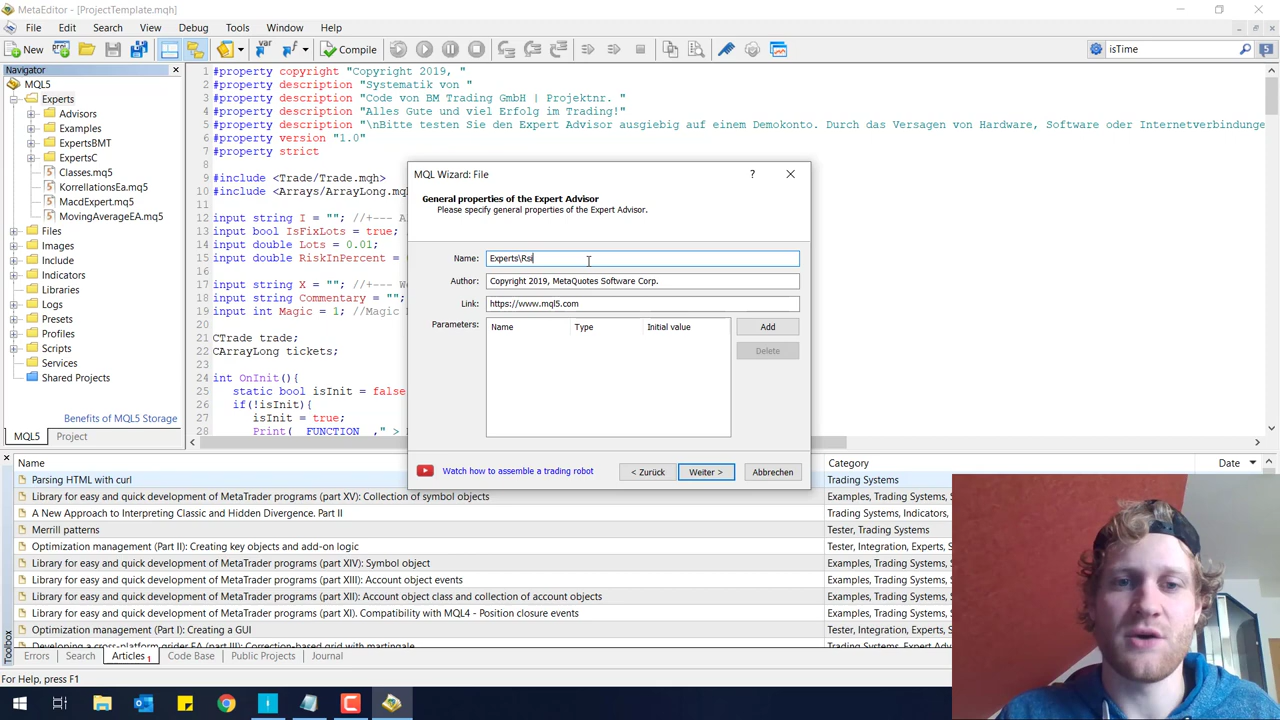 MetaEditor - [ProjectTemplate.mqh]
File Edit Search View Debug Tools Window Help
New Compile isTime 5
Navigator
MQL5
Experts
Advisors
Examples
ExpertsBMT
ExpertsC
Classes.mq5
KorrellationsEa.mq5
MacdExpert.mq5
MovingAverageEA.mq5
Files
Images
Include
Indicators
Libraries
Logs
Presets
Profiles
Scripts
Services
Shared Projects
Benefits of MQL5 Storage
MQL5 Project
1 #property copyright "Copyright 2019, "
2 #property description "Systematik von "
3 #property description "Code von BM Trading GmbH | Projektnr. "
4 #property description "Alles Gute und viel Erfolg im Trading!"
5 #property description "\nBitte testen Sie den Expert Advisor ausgiebig auf einem Demokonto. Durch das Versagen von Hardware, Software oder Internetverbindunge
6 #property version "1.0"
7 #property strict
8
9 #include <Trade/Trade.mqh>
10 #include <Arrays/ArrayLong.mqh
11
12 input string I = ""; //+---
13 input bool IsFixLots = true;
14 input double Lots = 0.01;
15 input double RiskInPercent =
16
17 input string X = ""; //+---
18 input string Commentary = "";
19 input int Magic = 1; //Magic
20
21 CTrade trade;
22 CArrayLong tickets;
23
24 int OnInit(){
25 static bool isInit = false
26 if(!isInit){
27 isInit = true;
28 Print(__FUNCTION__," >
MQL Wizard: File
General properties of the Expert Advisor
Please specify general properties of the Expert Advisor.
Name: Experts\Rsi
Author: Copyright 2019, MetaQuotes Software Corp.
Link: https://www.mql5.com
Parameters: Name Type Initial value
Add
Delete
Watch how to assemble a trading robot
< Zurück Weiter > Abbrechen
Name Category Date
Parsing HTML with curl Trading Systems
Library for easy and quick development of MetaTrader programs (part XV): Collection of symbol objects Examples, Trading Systems,
A New Approach to Interpreting Classic and Hidden Divergence. Part II Trading Systems, Indicators,
Merrill patterns Tester, Trading Systems
Optimization management (Part II): Creating key objects and add-on logic Tester, Integration, Experts,
Library for easy and quick development of MetaTrader programs (part XIV): Symbol object Examples, Trading Systems,
Library for easy and quick development of MetaTrader programs (part XIII): Account object events Examples, Trading Systems,
Library for easy and quick development of MetaTrader programs (part XII): Account object class and collection of account objects Examples, Trading Systems,
Library for easy and quick development of MetaTrader programs (part XI). Compatibility with MQL4 - Position closure events Examples, Trading Systems,
Optimization management (Part I): Creating a GUI Tester, Integration, Experts,
Developing a cross-platform grider EA (part III): Correction-based grid with martingale Trading Systems, Expert
Toolbox
Errors Search Articles 1 Code Base Public Projects Journal
For Help, press F1